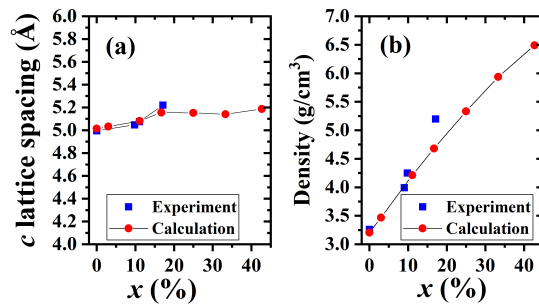 (a)
c lattice spacing (Å)
6.0
5.8
5.6
5.4
5.2
5.0
4.8
4.6
4.4
4.2
4.0
Experiment
Calculation
0 10 20 30 40
x (%)
(b)
Density (g/cm³)
7.0
6.5
6.0
5.5
5.0
4.5
4.0
3.5
3.0
Experiment
Calculation
0 10 20 30 40
x (%)